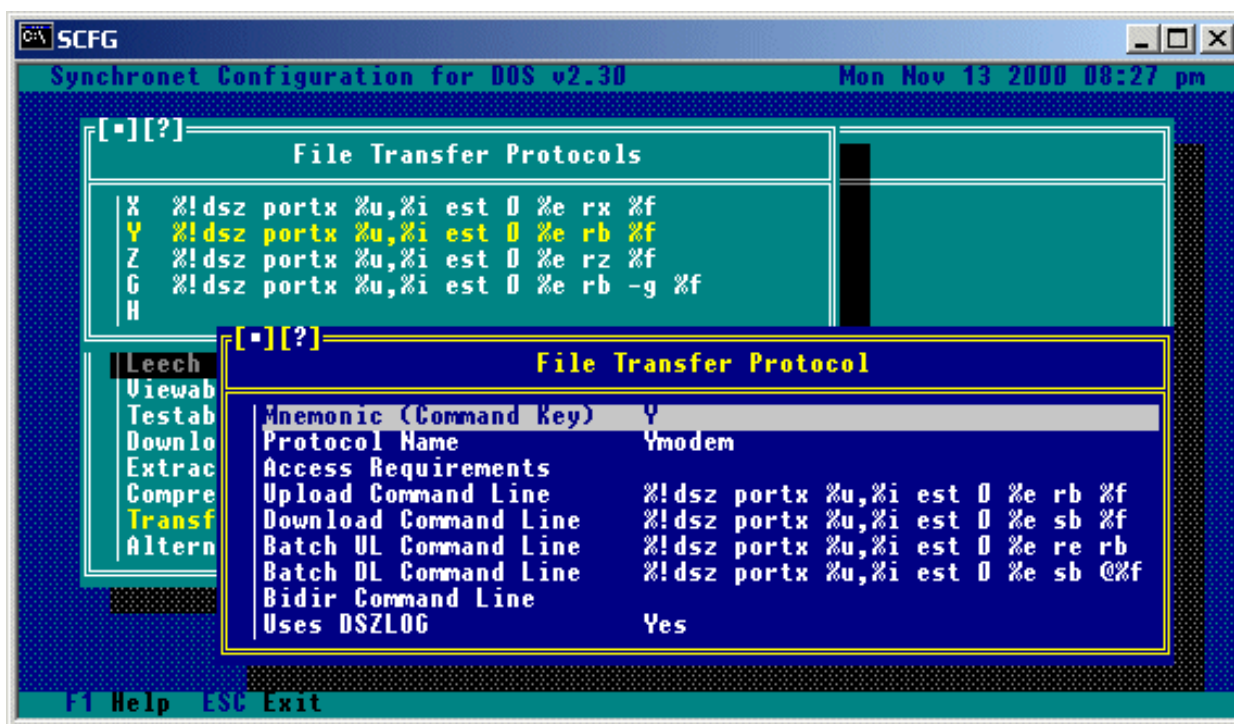 SCFG
Synchronet Configuration for DOS v2.30 Mon Nov 13 2000 08:27 pm
[▪][?]
File Transfer Protocols
X %!dsz portx %u,%i est 0 %e rx %f
Y %!dsz portx %u,%i est 0 %e rb %f
Z %!dsz portx %u,%i est 0 %e rz %f
G %!dsz portx %u,%i est 0 %e rb -g %f
H
[▪][?]
File Transfer Protocol
Leech
Viewab
Testab
Downlo
Extrac
Compre
Transf
Altern
Mnemonic (Command Key) Y
Protocol Name Ymodem
Access Requirements
Upload Command Line %!dsz portx %u,%i est 0 %e rb %f
Download Command Line %!dsz portx %u,%i est 0 %e sb %f
Batch UL Command Line %!dsz portx %u,%i est 0 %e re rb
Batch DL Command Line %!dsz portx %u,%i est 0 %e sb @%f
Bidir Command Line
Uses DSZLOG Yes
F1 Help ESC Exit